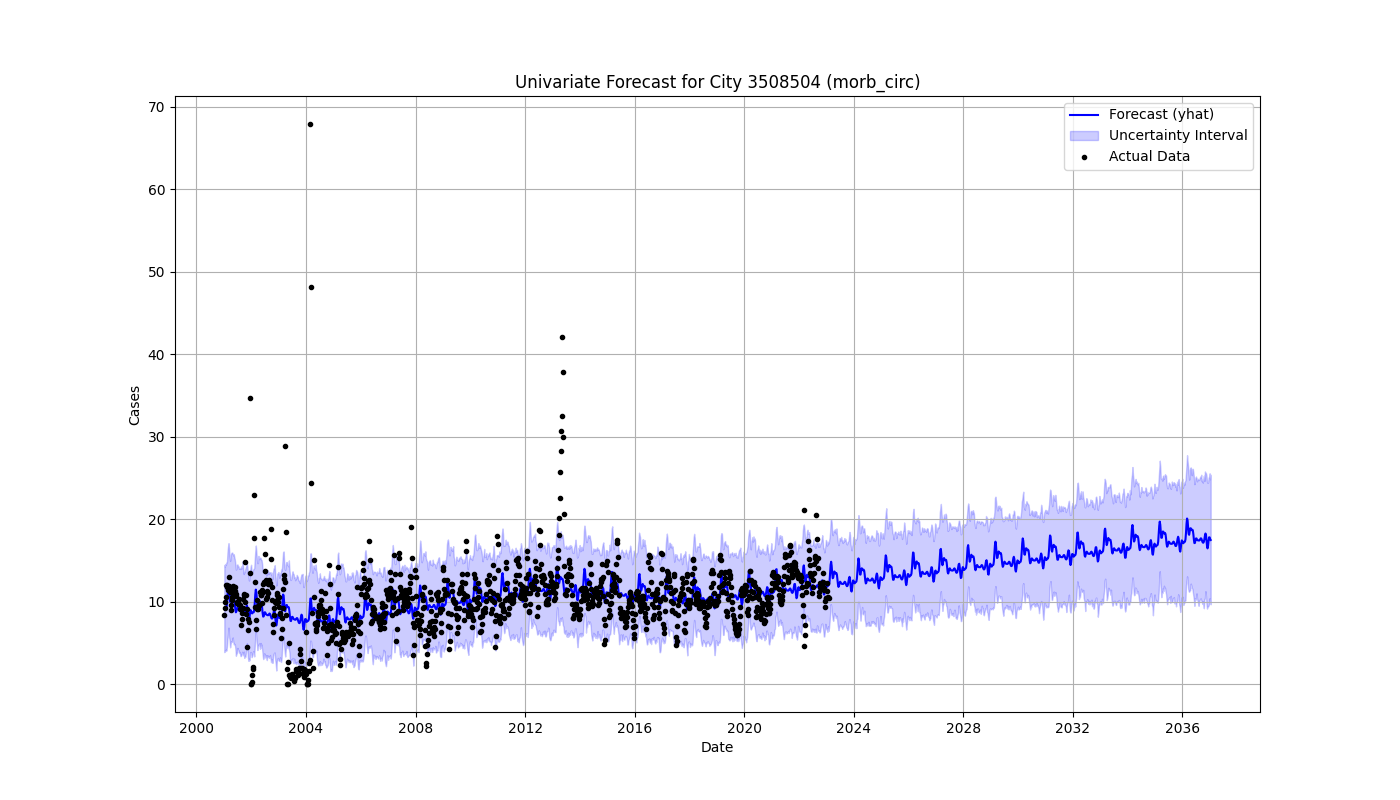 Univariate Forecast for City 3508504 (morb_circ)
Forecast (yhat)
Uncertainty Interval
Actual Data
70
60
50
40
30
20
10
0
Cases
2000 2004 2008 2012 2016 2020 2024 2028 2032 2036
Date